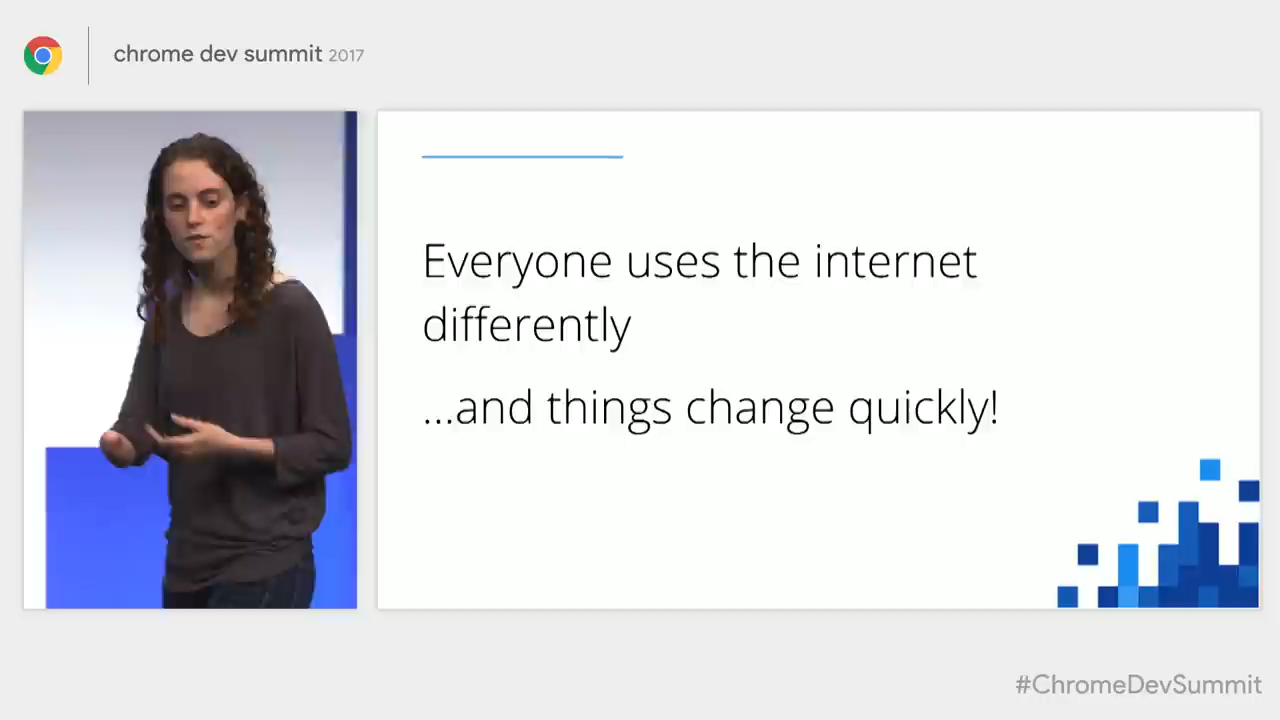 chrome dev summit 2017
Everyone uses the internet
differently
...and things change quickly!
#ChromeDevSummit